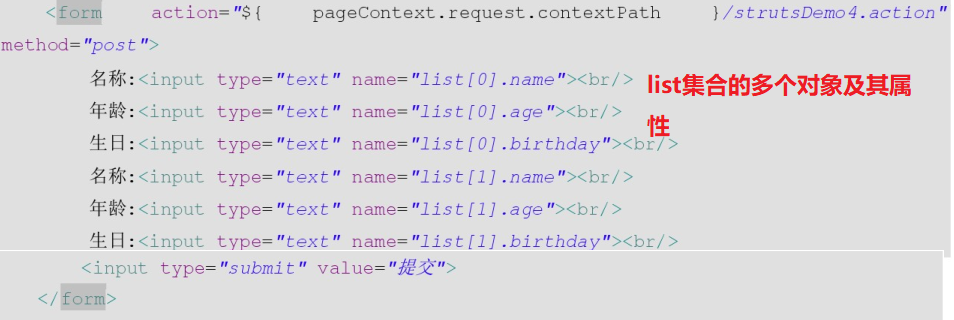 <form action="${ pageContext.request.contextPath }/strutsDemo4.action"
method="post">
名称:<input type="text" name="list[0].name"><br/>
年龄:<input type="text" name="list[0].age"><br/>
生日:<input type="text" name="list[0].birthday"><br/>
名称:<input type="text" name="list[1].name"><br/>
年龄:<input type="text" name="list[1].age"><br/>
生日:<input type="text" name="list[1].birthday"><br/>
<input type="submit" value="提交">
</form>
list集合的多个对象及其属
性